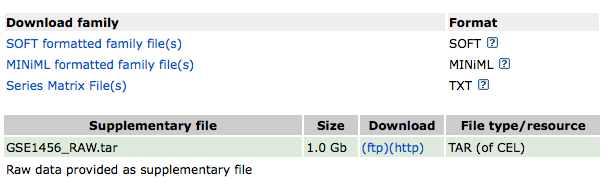 Download family Format
SOFT formatted family file(s) SOFT ?
MINiML formatted family file(s) MINiML ?
Series Matrix File(s) TXT ?
Supplementary file Size Download File type/resource
GSE1456_RAW.tar 1.0 Gb (ftp)(http) TAR (of CEL)
Raw data provided as supplementary file